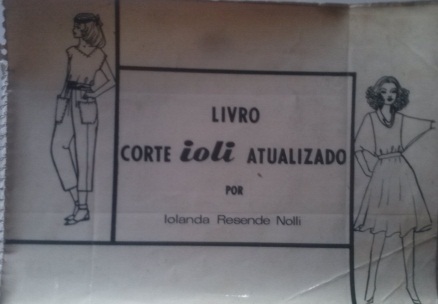 LIVRO
CORTE ioli ATUALIZADO
POR
Iolanda Resende Nolli